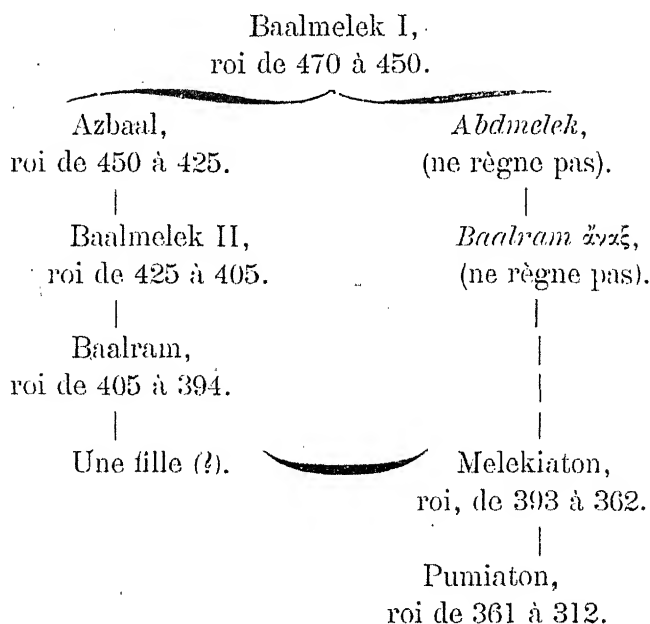 Baalmelek I,
roi de 470 à 450.
Azbaal,
roi de 450 à 425.
Abdmelek,
(ne règne pas).
Baalmelek II,
roi de 425 à 405.
Baalram ἄναξ,
(ne règne pas).
Baalram,
roi de 405 à 394.
Une fille (?).
Melekiaton,
roi, de 393 à 362.
Pumiaton,
roi de 361 à 312.